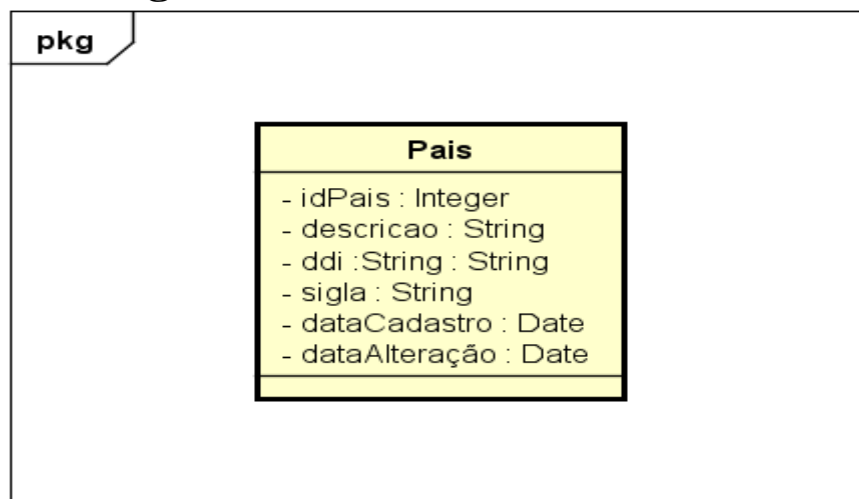 pkg
Pais
- idPais : Integer
- descricao : String
- ddi :String : String
- sigla : String
- dataCadastro : Date
- dataAlteração : Date